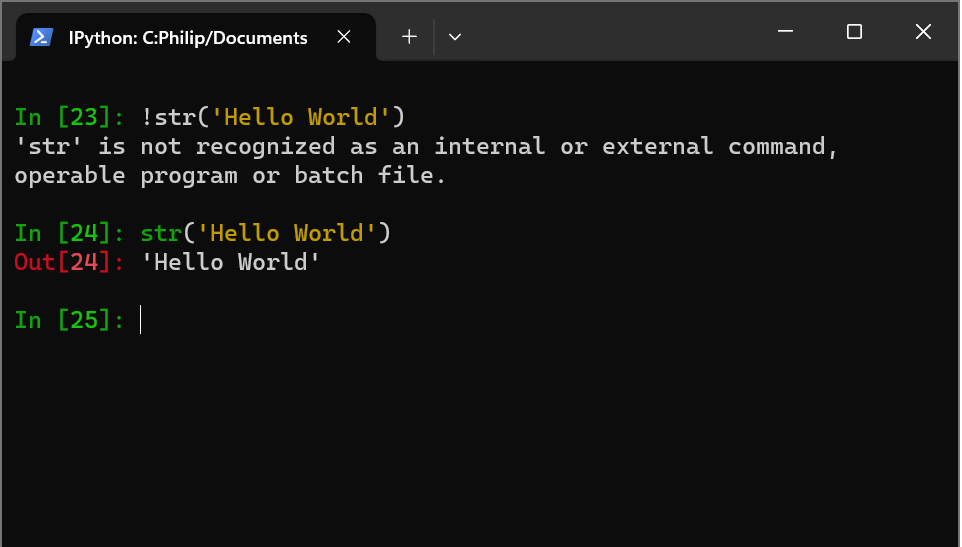 IPython: C:Philip/Documents
In [23]: !str('Hello World')
'str' is not recognized as an internal or external command,
operable program or batch file.
In [24]: str('Hello World')
Out[24]: 'Hello World'
In [25]: